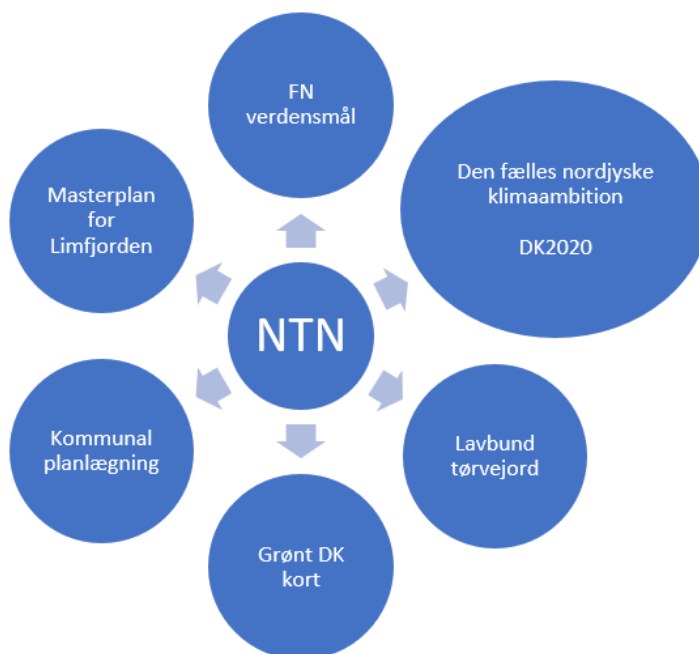 FN
verdensmål
Den fælles nordjyske
klimaambition
DK2020
Masterplan
for
Limfjorden
NTN
Kommunal
planlægning
Lavbund
tørvejord
Grønt DK
kort